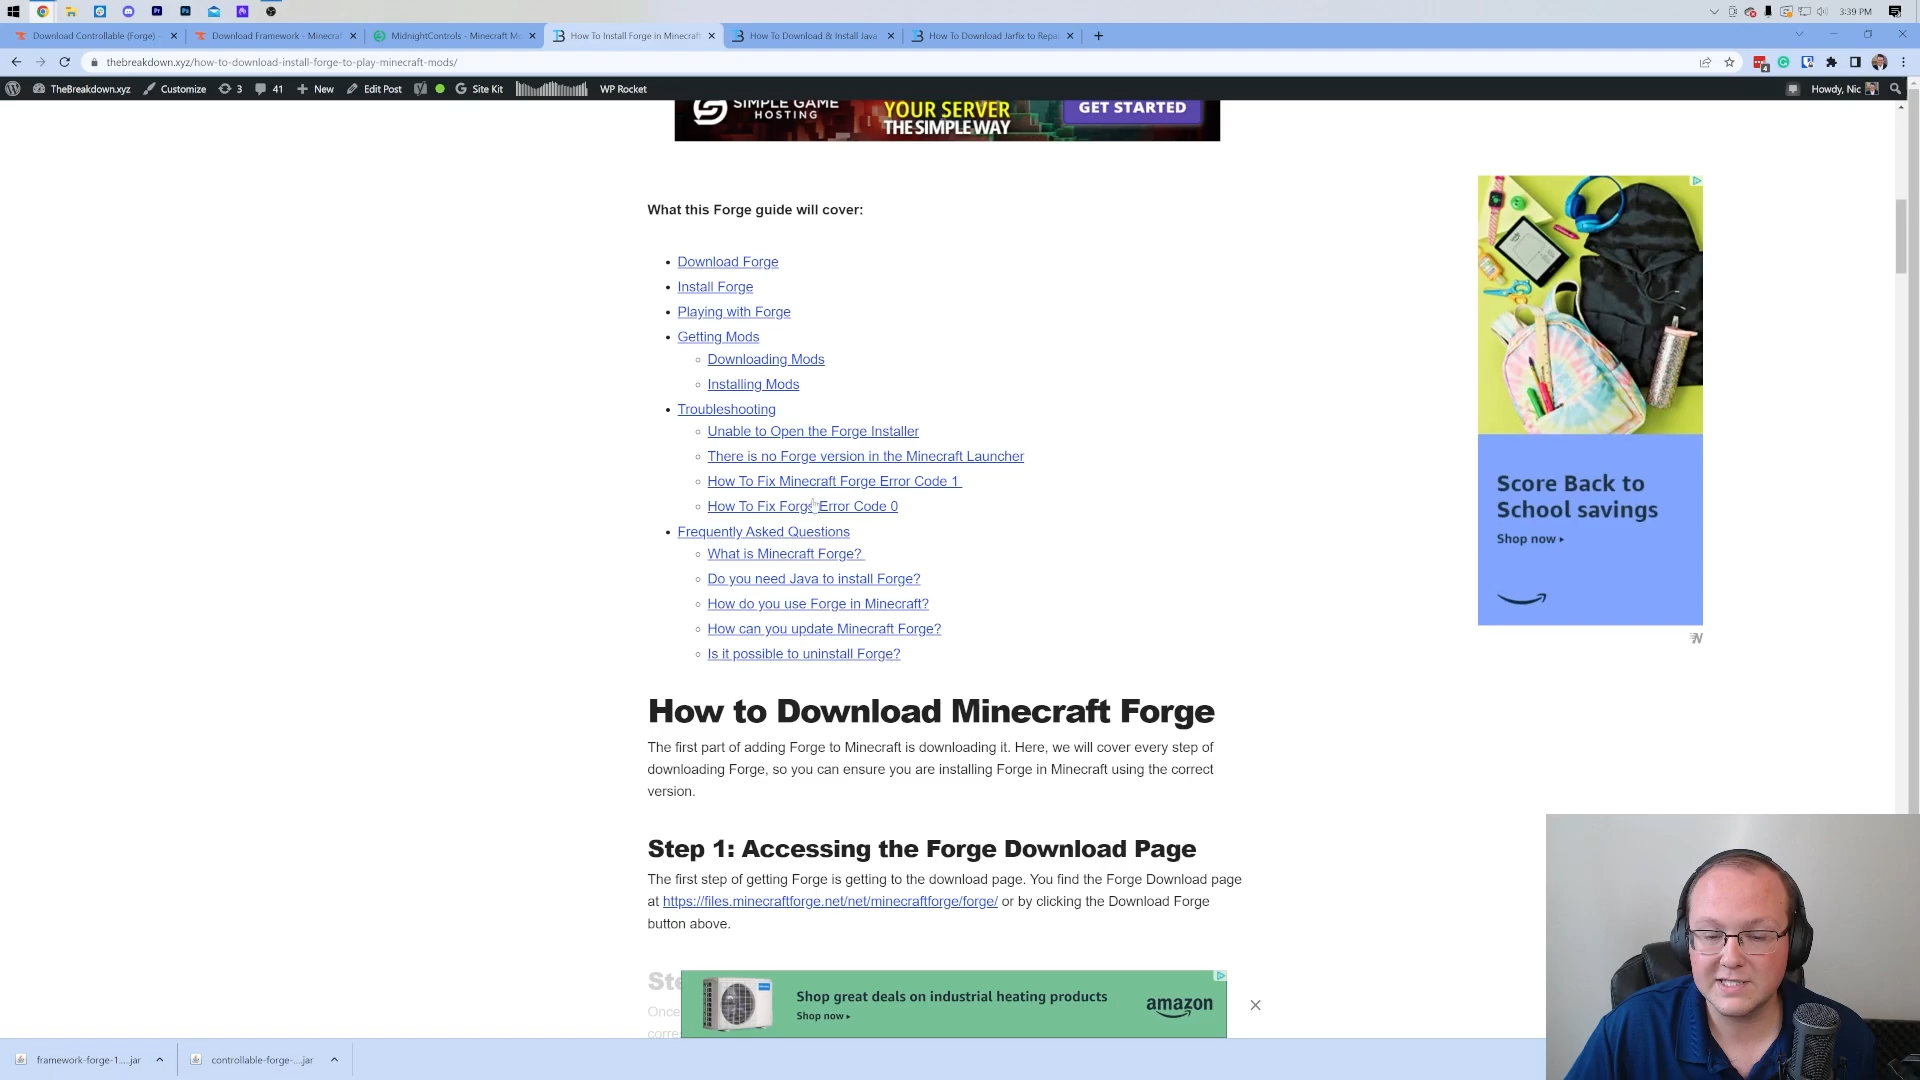 3:39 PM
Download Controllable (Forge) -
Download Framework - Minecraf
MidnightControls - Minecraft M
How To Install Forge in Minecraft
How To Download & Install Java
How To Download Jarfix to Repa
thebreakdown.xyz/how-to-download-install-forge-to-play-minecraft-mods/
4
TheBreakdown.xyz
Customize
3
41
New
Edit Post
Site Kit
WP Rocket
Howdy, Nic
SIMPLE GAME
HOSTING
YOUR SERVER
THE SIMPLE WAY
GET STARTED
What this Forge guide will cover:
Download Forge
Install Forge
Playing with Forge
Getting Mods
Downloading Mods
Installing Mods
Troubleshooting
Unable to Open the Forge Installer
There is no Forge version in the Minecraft Launcher
How To Fix Minecraft Forge Error Code 1
How To Fix Forge Error Code 0
Frequently Asked Questions
What is Minecraft Forge?
Do you need Java to install Forge?
How do you use Forge in Minecraft?
How can you update Minecraft Forge?
Is it possible to uninstall Forge?
Score Back to
School savings
Shop now
How to Download Minecraft Forge
The first part of adding Forge to Minecraft is downloading it. Here, we will cover every step of
downloading Forge, so you can ensure you are installing Forge in Minecraft using the correct
version.
Step 1: Accessing the Forge Download Page
The first step of getting Forge is getting to the download page. You find the Forge Download page
at https://files.minecraftforge.net/net/minecraftforge/forge/ or by clicking the Download Forge
button above.
Ste
Once
corre
Shop great deals on industrial heating products
Shop now
amazon
framework-forge-1....jar
controllable-forge-....jar